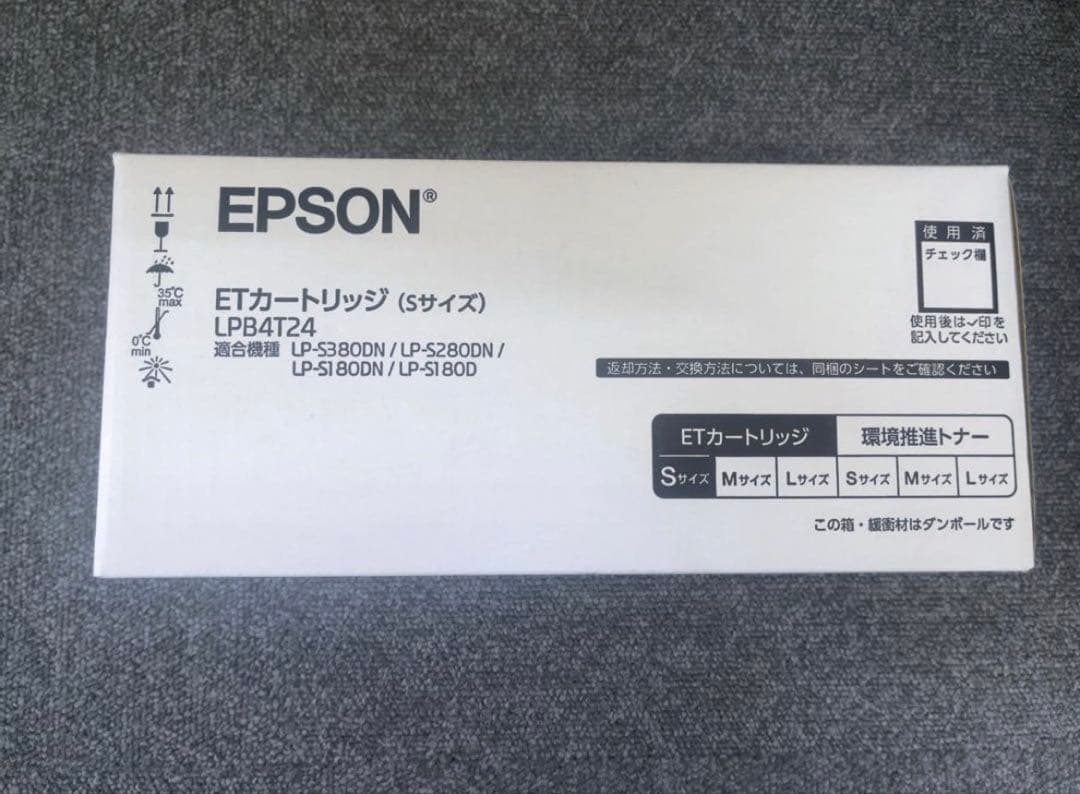 EPSON®
ETカートリッジ（Sサイズ）
LPB4T24
適合機種 LP-S380DN / LP-S280DN /
LP-S180DN / LP-S180D
35℃
max
0℃
min
使用済
チェック欄
使用後は✓印を
記入してください
返却方法・交換方法については、同梱のシートをご確認ください
ETカートリッジ 環境推進トナー
Sサイズ Mサイズ Lサイズ Sサイズ Mサイズ Lサイズ
この箱・緩衝材はダンボールです